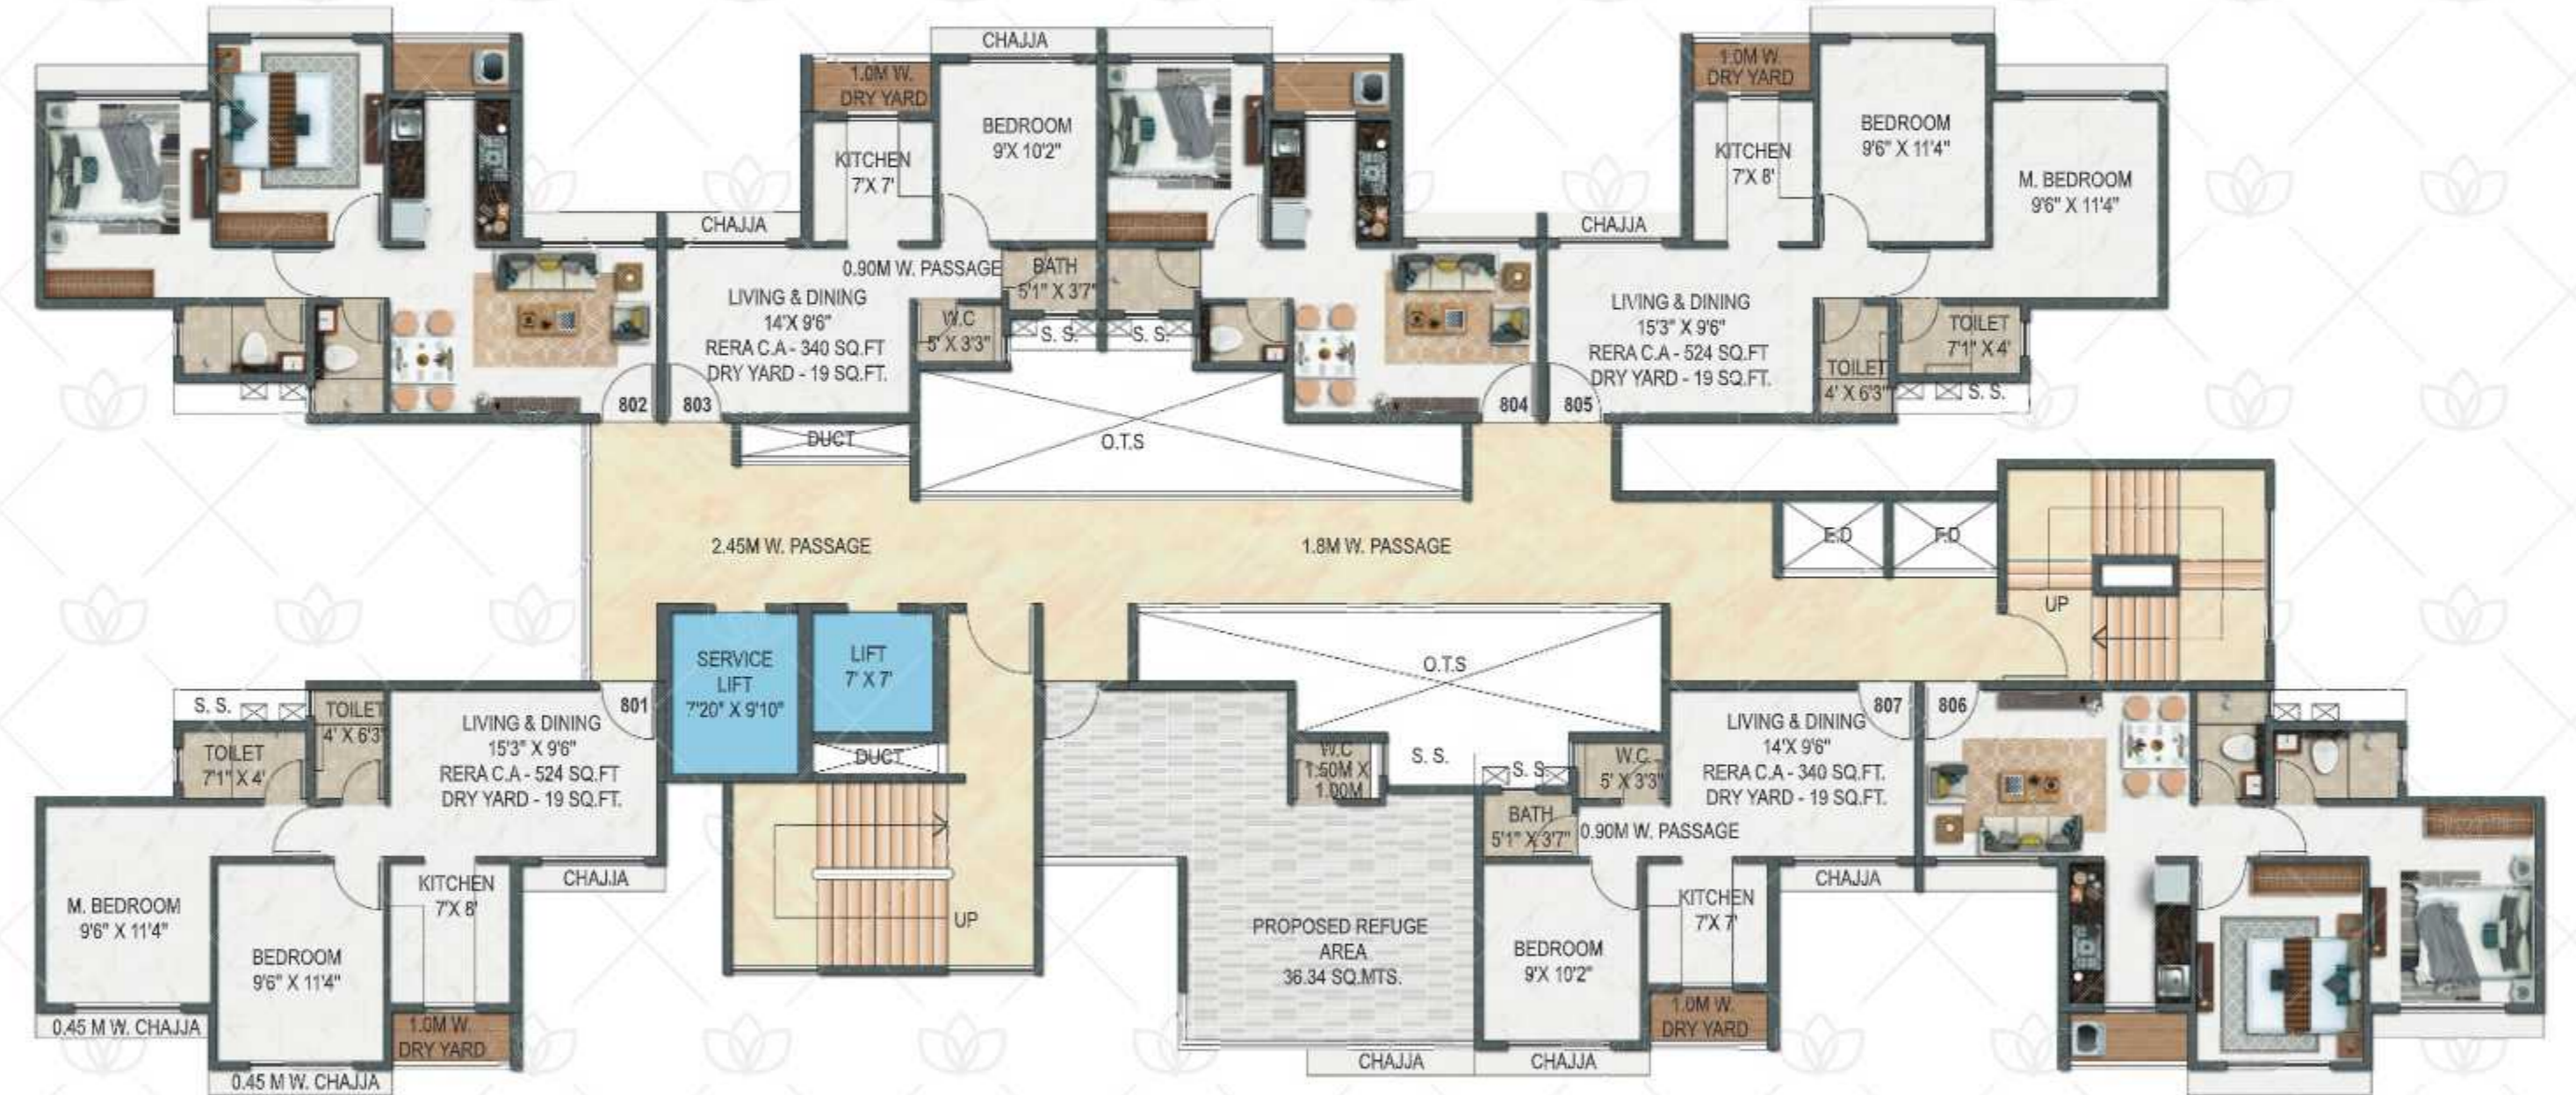 CHAJJA
1.0M W.
DRY YARD
BEDROOM
9'X 10'2"
KITCHEN
7'X 7'
CHAJJA
0.90M W. PASSAGE
BATH
5'1" X 3'7"
LIVING & DINING
14'X 9'6"
RERA C.A - 340 SQ.FT
DRY YARD - 19 SQ.FT.
W.C
5' X 3'3"
S. S.
S. S.
802
803
DUCT
O.T.S
1.0M W.
DRY YARD
BEDROOM
9'6" X 11'4"
KITCHEN
7'X 8'
M. BEDROOM
9'6" X 11'4"
CHAJJA
LIVING & DINING
15'3" X 9'6"
RERA C.A - 524 SQ.FT
DRY YARD - 19 SQ.FT.
TOILET
7'1" X 4'
TOILET
4' X 6'3"
S. S.
804
805
2.45M W. PASSAGE
1.8M W. PASSAGE
E.D
F.D
UP
SERVICE
LIFT
7'20" X 9'10"
LIFT
7' X 7'
DUCT
O.T.S
S. S.
TOILET
4' X 6'3"
TOILET
7'1" X 4'
LIVING & DINING
15'3" X 9'6"
RERA C.A - 524 SQ.FT
DRY YARD - 19 SQ.FT.
801
CHAJJA
KITCHEN
7'X 8'
M. BEDROOM
9'6" X 11'4"
BEDROOM
9'6" X 11'4"
0.45 M W. CHAJJA
1.0M W.
DRY YARD
0.45 M W. CHAJJA
UP
W.C
1.50M X
1.00M
S. S.
S. S.
W.C.
5' X 3'3"
BATH
5'1" X 3'7"
0.90M W. PASSAGE
LIVING & DINING
14'X 9'6"
RERA C.A - 340 SQ.FT.
DRY YARD - 19 SQ.FT.
807
806
CHAJJA
PROPOSED REFUGE
AREA
36.34 SQ.MTS.
BEDROOM
9'X 10'2"
KITCHEN
7'X 7'
1.0M W.
DRY YARD
CHAJJA
CHAJJA